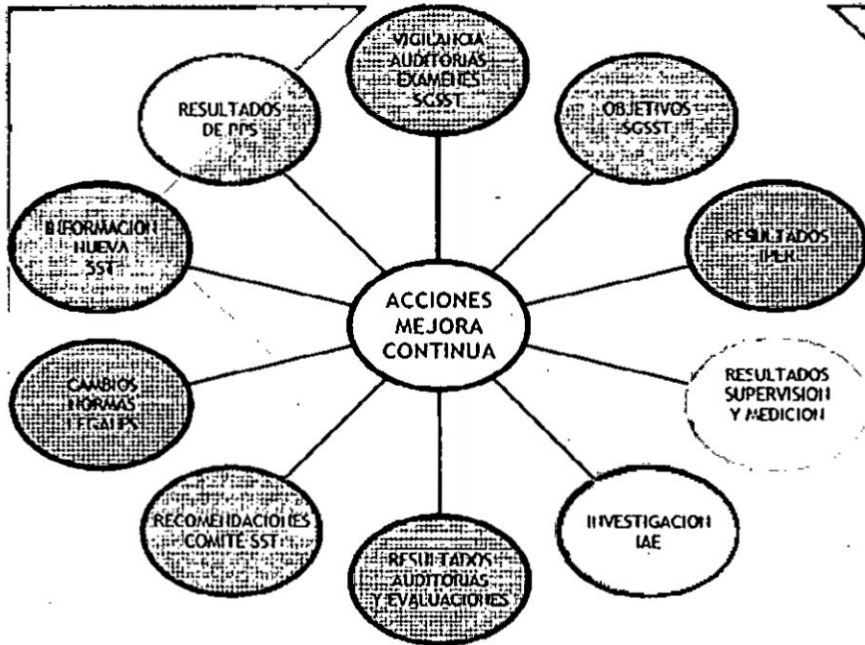 VIGILANCIA
AUDITORIAS
EXAMENES
SGSST
OBJETIVOS
SGSST
RESULTADOS
IPER
RESULTADOS
SUPERVISION
Y MEDICION
INVESTIGACION
IAE
RESULTADOS
AUDITORIAS
Y EVALUACIONES
RECOMENDACIONES
COMITÉ SST
CAMBIOS
NORMAS
LEGALES
INFORMACION
NUEVA
SST
RESULTADOS
DE PPS
ACCIONES
MEJORA
CONTINUA